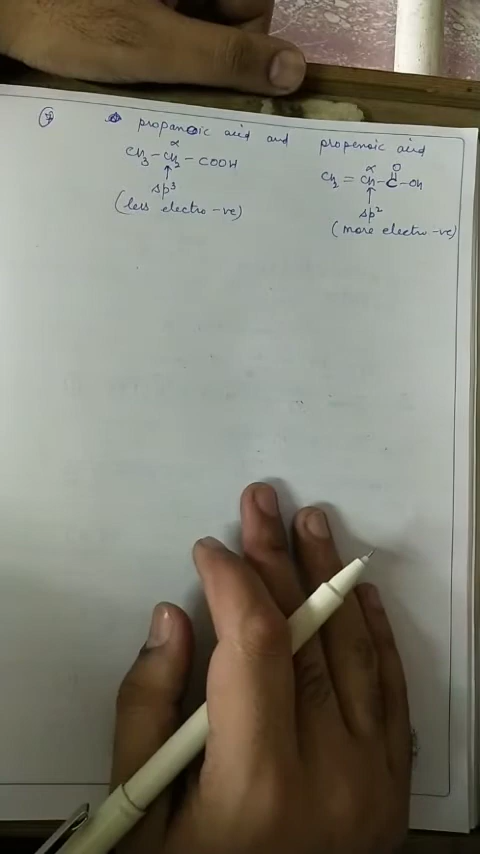 ⑦ propanoic acid and propenoic acid
CH₃ - CH₂ - COOH
α
↑
sp³
(less electro -ve)
O
α
CH₂ = CH - C - OH
↑
sp²
(more electro -ve)